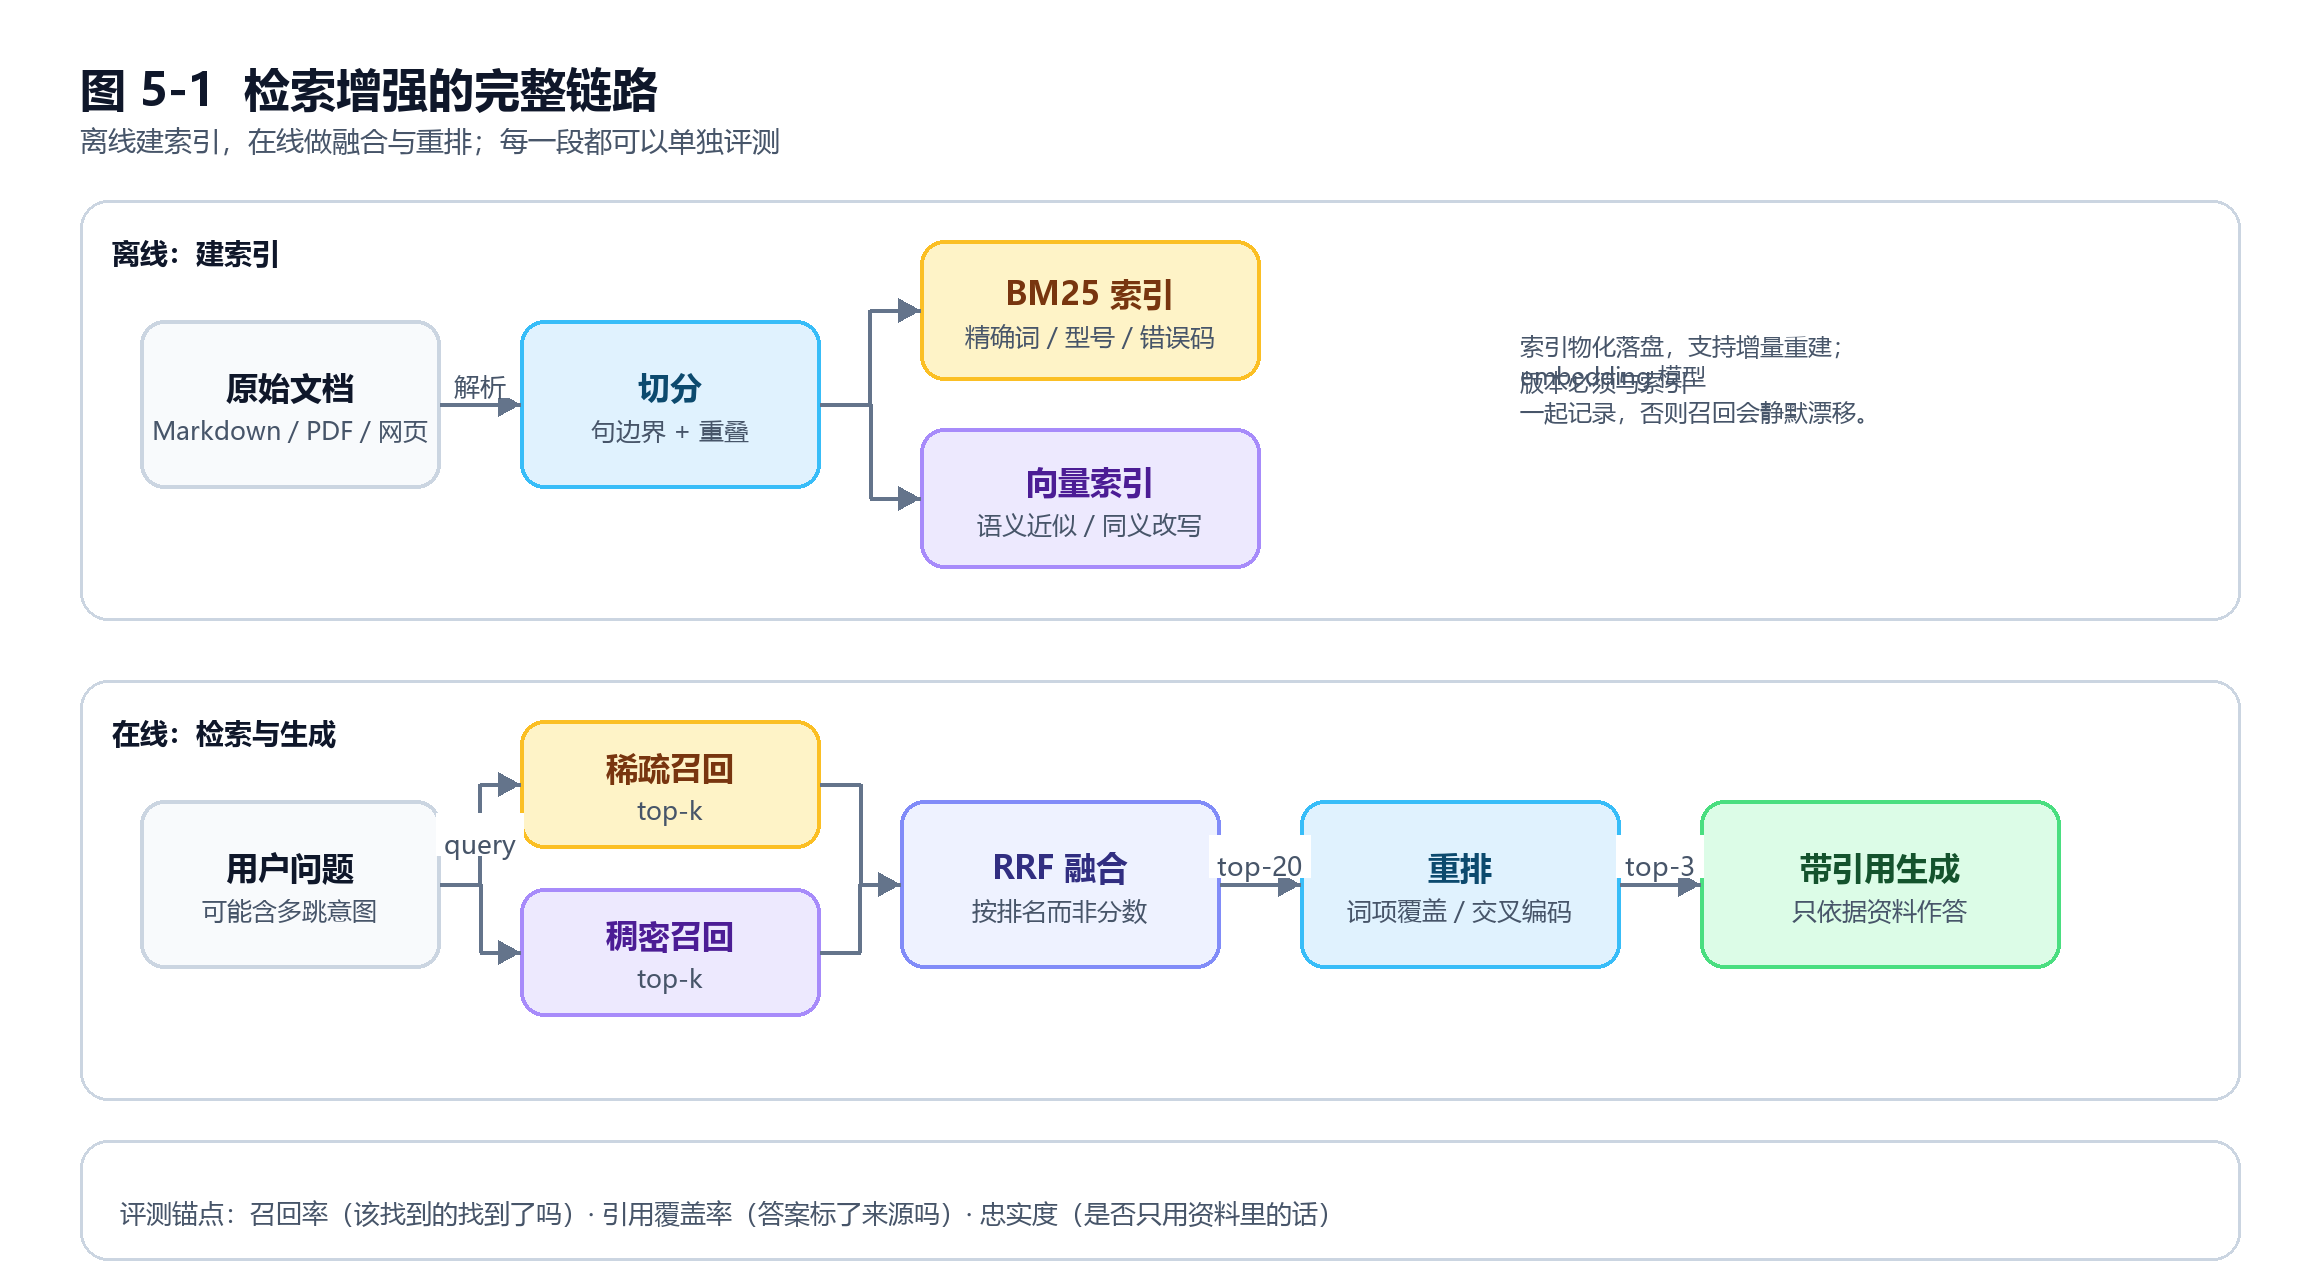 图 5-1 检索增强的完整链路
离线建索引，在线做融合与重排；每一段都可以单独评测
离线：建索引
原始文档
Markdown / PDF / 网页
解析
切分
句边界 + 重叠
BM25 索引
精确词 / 型号 / 错误码
向量索引
语义近似 / 同义改写
索引物化落盘，支持增量重建；
embedding 模型
版本必须与索引
一起记录，否则召回会静默漂移。
在线：检索与生成
用户问题
可能含多跳意图
query
稀疏召回
top-k
稠密召回
top-k
RRF 融合
按排名而非分数
top-20
重排
词项覆盖 / 交叉编码
top-3
带引用生成
只依据资料作答
评测锚点：召回率（该找到的找到了吗）· 引用覆盖率（答案标了来源吗）· 忠实度（是否只用资料里的话）